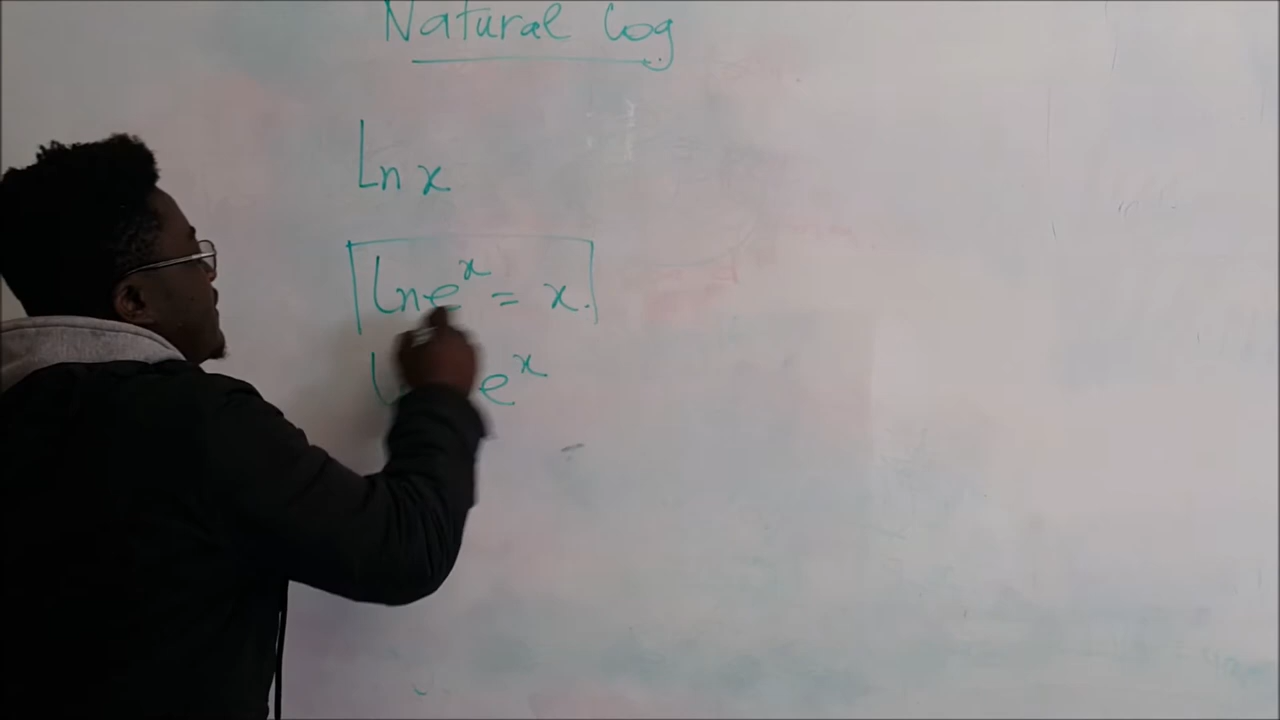 Natural Log
Ln x
ln e^x = x.
e^x